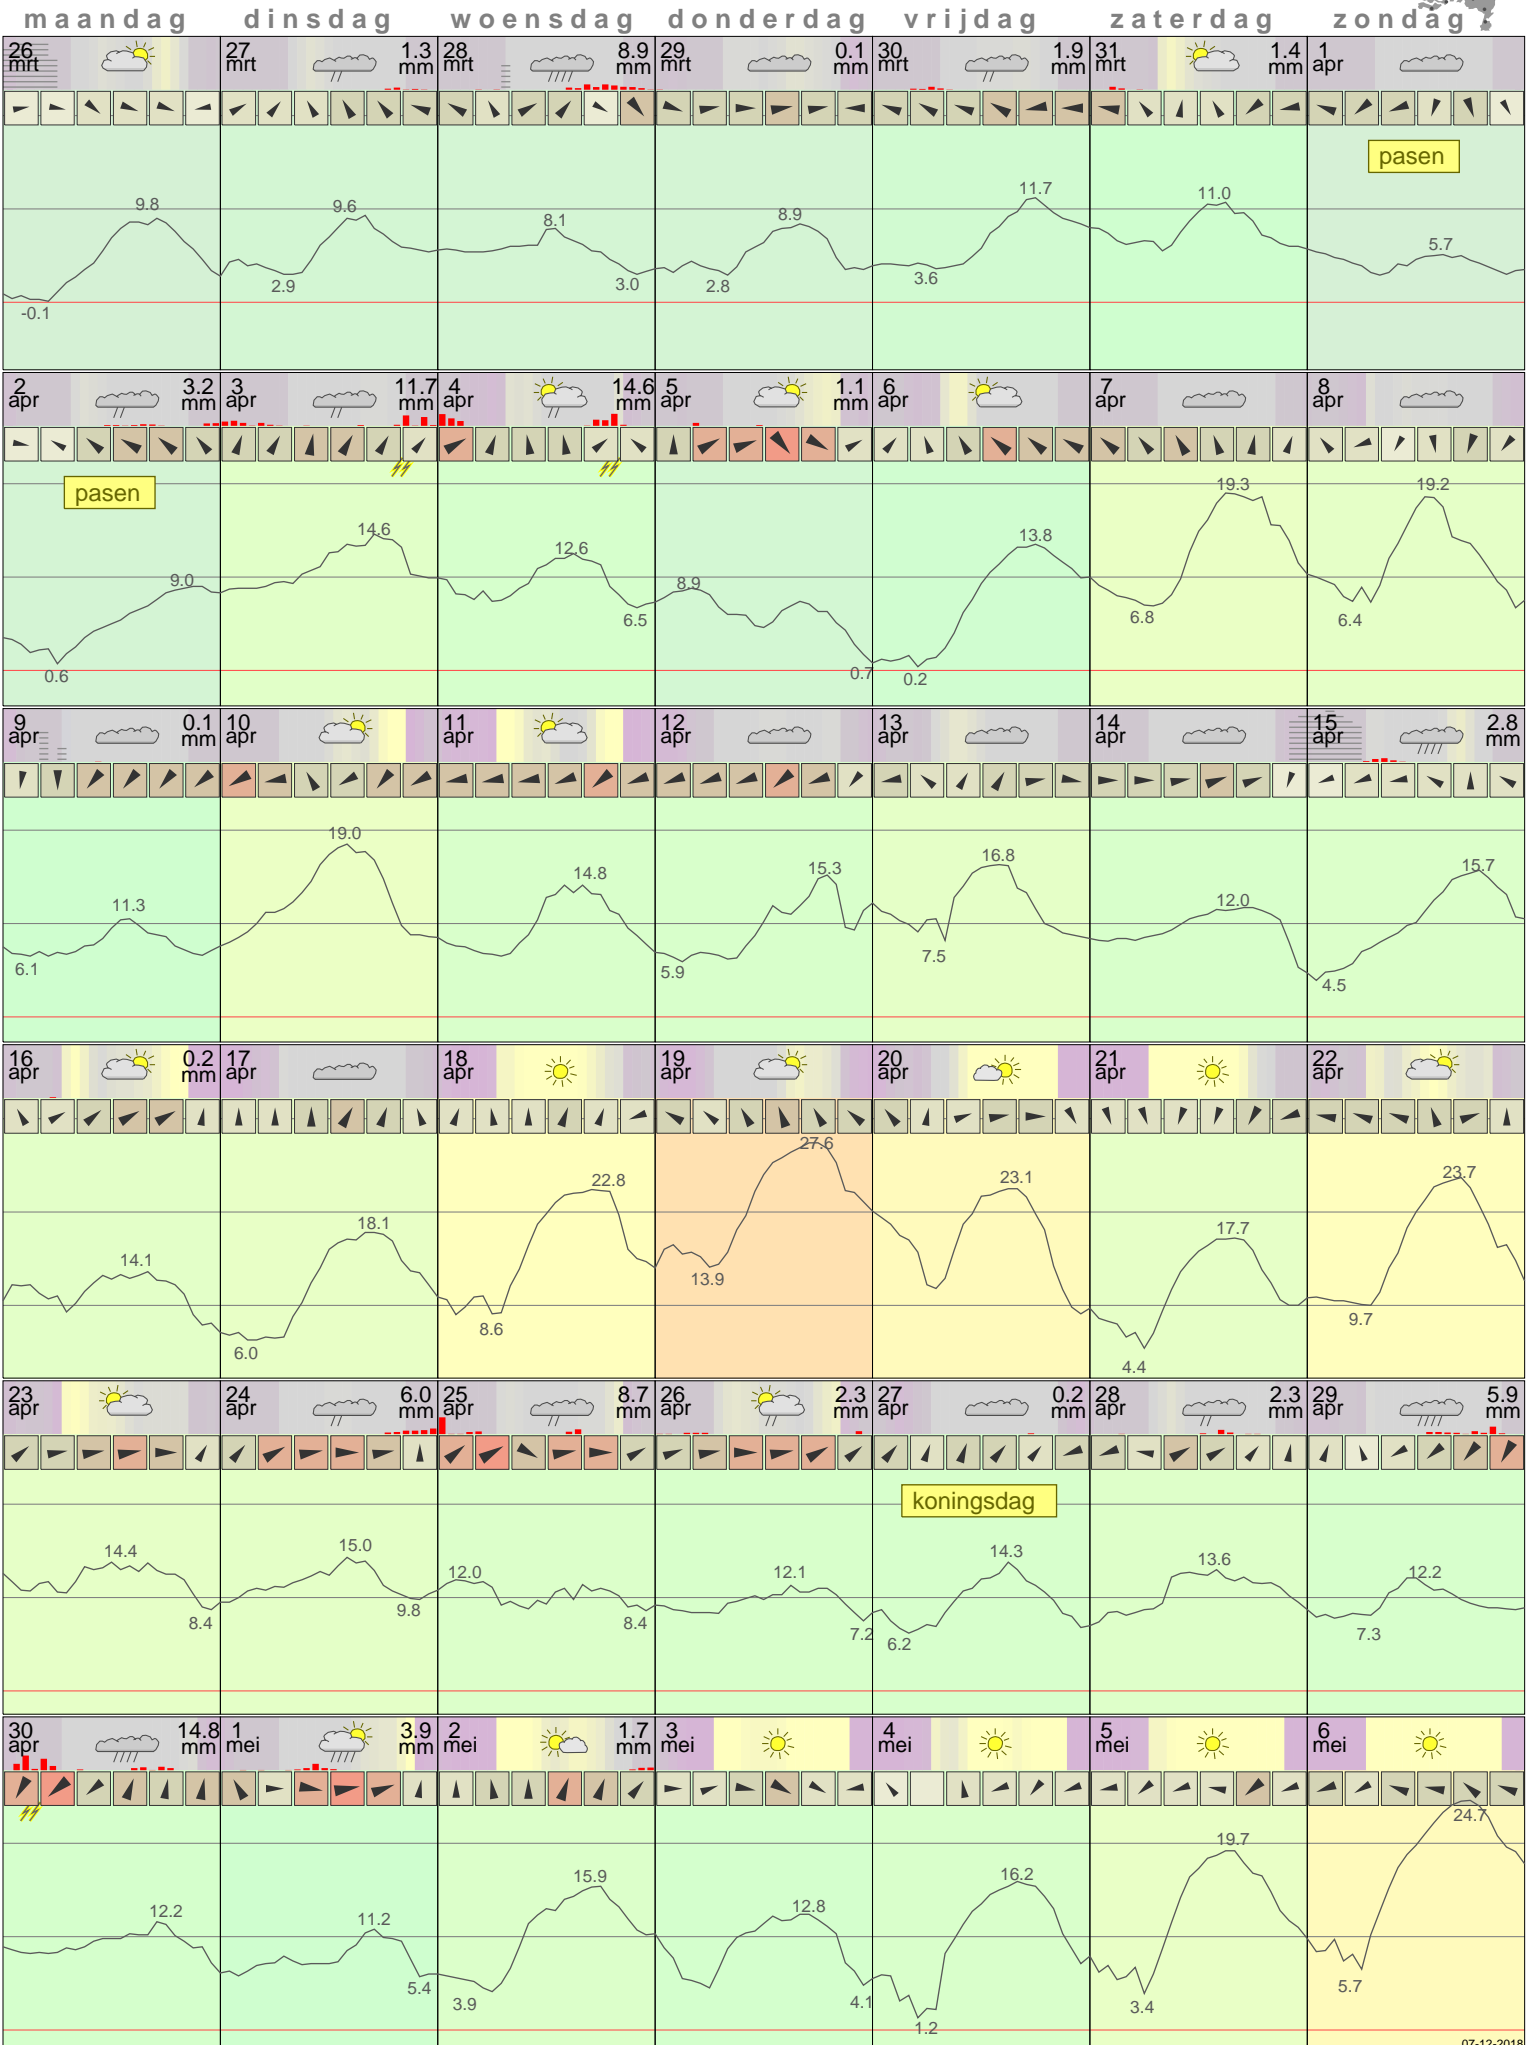 maandag dinsdag woensdag donderdag vrijdag zaterdag zondag
26 27 1.3 28 8.9 29 0.1 30 1.9 31 1.4 1
mrt mrt mm mrt mm mrt mm mrt mm mrt mm apr
pasen
9.8 9.6 8.1 8.9 11.7 11.0 5.7
-0.1 2.9 3.0 2.8 3.6
2 3.2 3 11.7 4 14.6 5 1.1 6 7 8
apr mm apr mm apr mm apr mm apr apr apr
pasen
9.0 14.6 12.6 8.9 13.8 19.3 19.2
0.6 6.5 0.7 0.2 6.8 6.4
9 0.1 10 11 12 13 14 15 2.8
apr mm apr apr apr apr apr apr mm
11.3 19.0 14.8 15.3 16.8 12.0 15.7
6.1 5.9 7.5 4.5
16 0.2 17 18 19 20 21 22
apr mm apr apr apr apr apr apr
14.1 18.1 22.8 27.6 23.1 17.7 23.7
6.0 8.6 13.9 4.4 9.7
23 24 6.0 25 8.7 26 2.3 27 0.2 28 2.3 29 5.9
apr apr mm apr mm apr mm apr mm apr mm apr mm
koningsdag
14.4 15.0 12.0 12.1 14.3 13.6 12.2
8.4 9.8 8.4 7.2 6.2 7.3
30 14.8 1 3.9 2 1.7 3 4 5 6
apr mm mei mm mei mm mei mei mei mei
12.2 11.2 15.9 12.8 16.2 19.7 24.7
5.4 3.9 4.1 1.2 3.4 5.7
07-12-2018